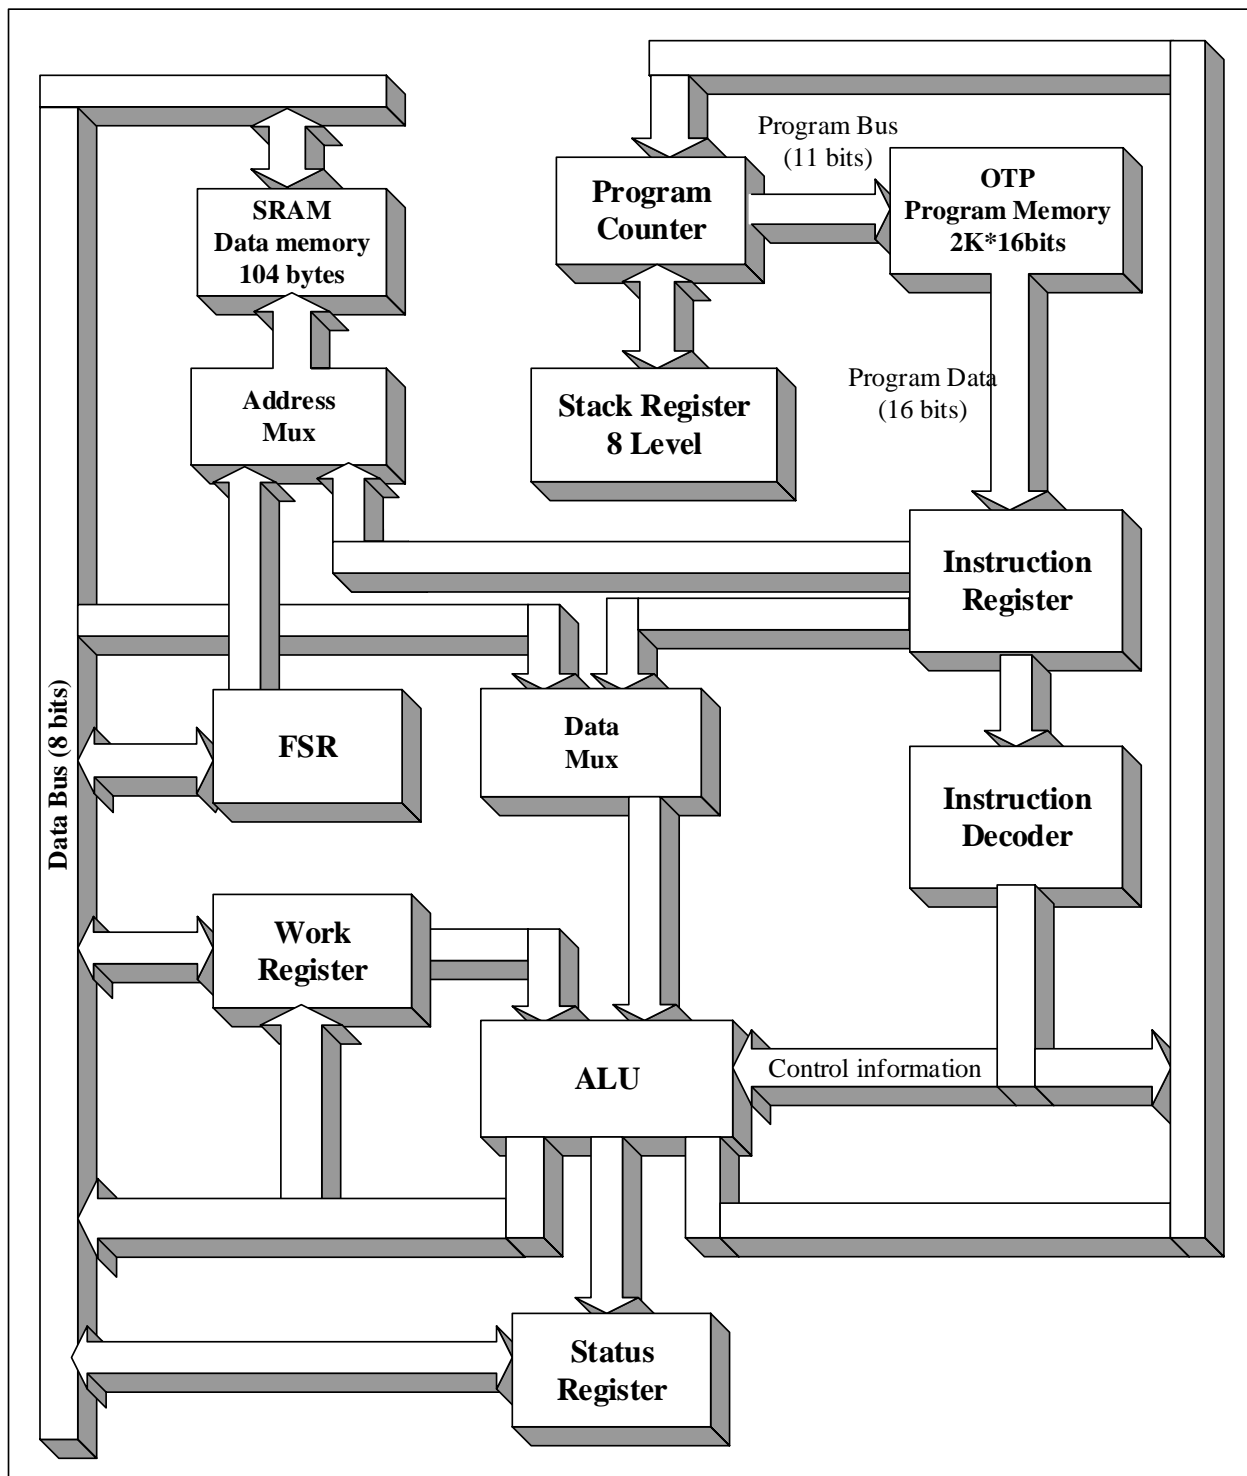 Program Bus
(11 bits)
SRAM
Data memory
104 bytes
Program
Counter
OTP
Program Memory
2K*16bits
Address
Mux
Stack Register
8 Level
Program Data
(16 bits)
Instruction
Register
Data Bus (8 bits)
FSR
Data
Mux
Instruction
Decoder
Work
Register
ALU
Control information
Status
Register